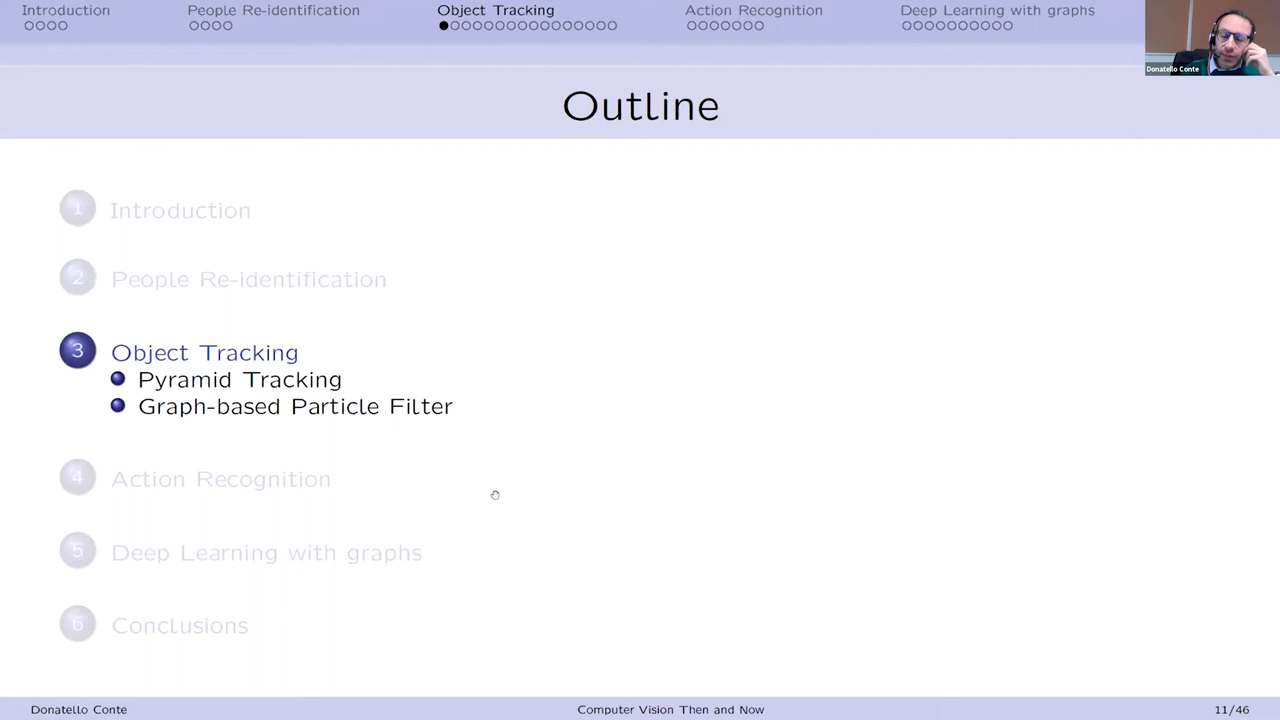 Introduction People Re-identification Object Tracking Action Recognition Deep Learning with graphs
Donatello Conte
Outline
1 Introduction
2 People Re-identification
3 Object Tracking
Pyramid Tracking
Graph-based Particle Filter
4 Action Recognition
5 Deep Learning with graphs
6 Conclusions
Donatello Conte Computer Vision Then and Now 11/46